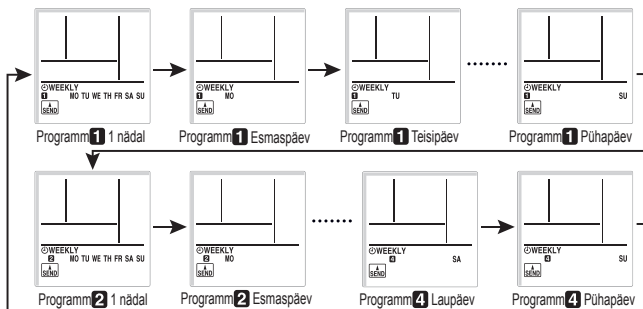 WEEKLY
1 MO TU WE TH FR SA SU
SEND
Programm 1 1 nädal
WEEKLY
1 MO
SEND
Programm 1 Esmaspäev
WEEKLY
1 TU
SEND
Programm 1 Teisipäev
........
WEEKLY
1 SU
SEND
Programm 1 Pühapäev
WEEKLY
2 MO TU WE TH FR SA SU
SEND
Programm 2 1 nädal
WEEKLY
2 MO
SEND
Programm 2 Esmaspäev
........
WEEKLY
4 SA
SEND
Programm 4 Laupäev
WEEKLY
4 SU
SEND
Programm 4 Pühapäev